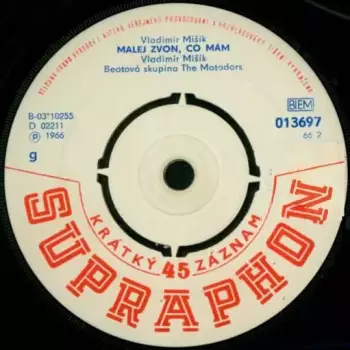 Vladimír Mišík
MALEJ ZVON, CO MÁM
Vladimír Mišík
Beatová skupina The Matadors
B-03*10255
D 02211
℗ 1966
g
BIEM
013697
66 2
KRÁTKÝ 45 ZÁZNAM
SUPRAPHON